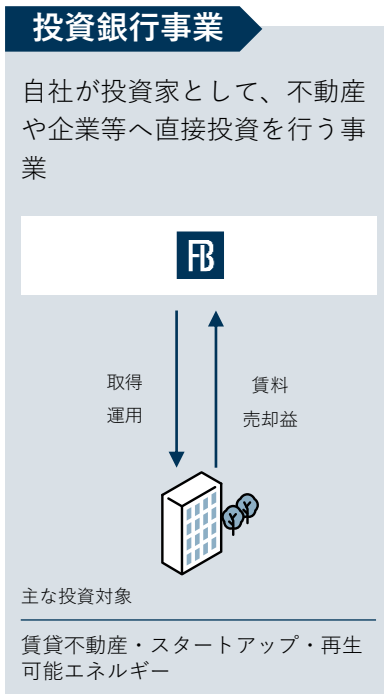 投資銀行事業
自社が投資家として、不動産
や企業等へ直接投資を行う事
業
FB
取得
運用
賃料
売却益
主な投資対象
賃貸不動産・スタートアップ・再生
可能エネルギー